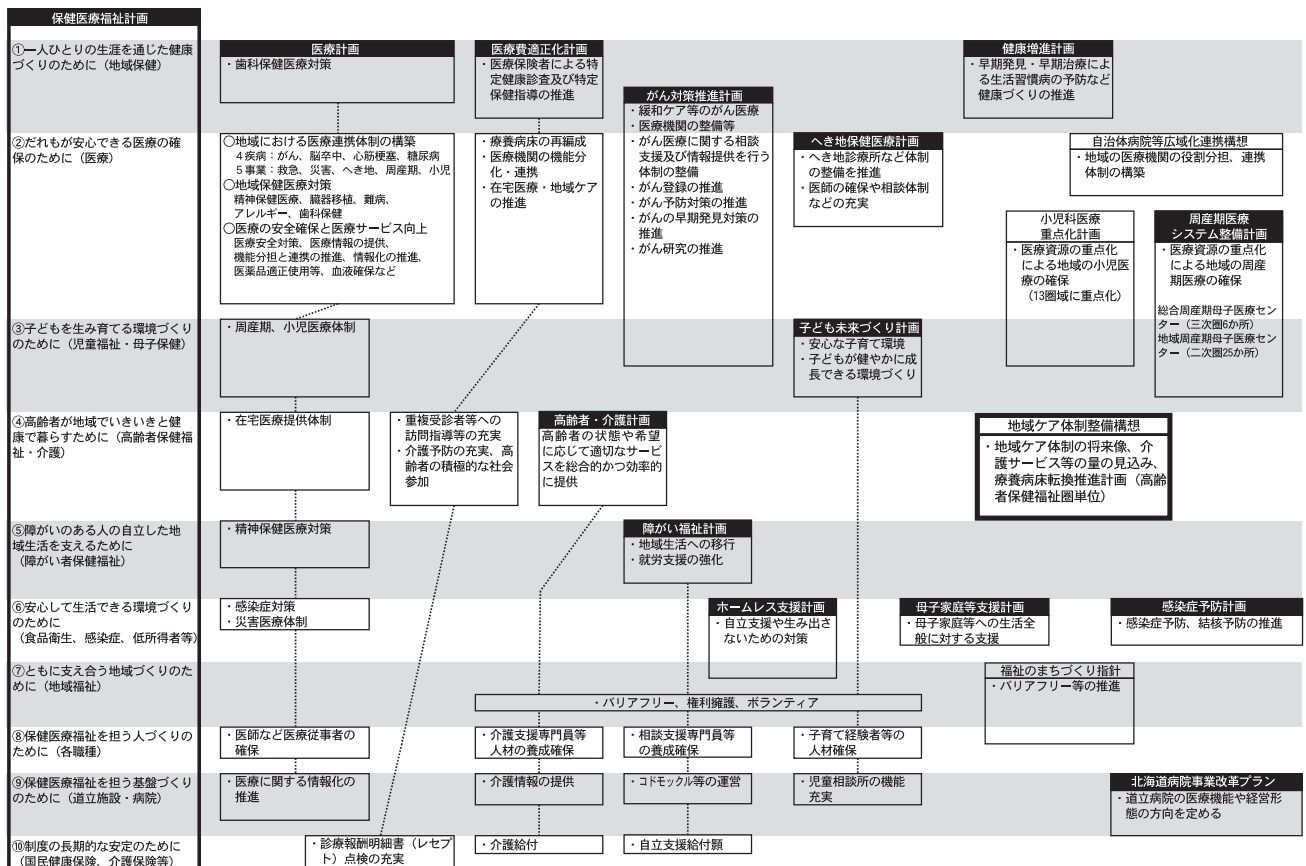 保健医療福祉計画
①一人ひとりの生涯を通じた健康
づくりのために（地域保健）
医療計画
・歯科保健医療対策
医療費適正化計画
・医療保険者による特
定健康診査及び特定
保健指導の推進
健康増進計画
・早期発見・早期治療によ
る生活習慣病の予防など
健康づくりの推進
がん対策推進計画
・緩和ケア等のがん医療
・医療機関の整備等
・がん医療に関する相談
支援及び情報提供を行う
体制の整備
・がん登録の推進
・がん予防対策の推進
・がんの早期発見対策の
推進
・がん研究の推進
②だれもが安心できる医療の確
保のために（医療）
〇地域における医療連携体制の構築
４疾病：がん、脳卒中、心筋梗塞、糖尿病
５事業：救急、災害、へき地、周産期、小児
〇地域保健医療対策
精神保健医療、臓器移植、難病、
アレルギー、歯科保健
〇医療の安全確保と医療サービス向上
医療安全対策、医療情報の提供、
機能分担と連携の推進、情報化の推進、
医薬品適正使用等、血液確保など
・療養病床の再編成
・医療機関の機能分
化・連携
・在宅医療・地域ケア
の推進
へき地保健医療計画
・へき地診療所など体制
の整備を推進
・医師の確保や相談体制
などの充実
自治体病院等広域化連携構想
・地域の医療機関の役割分担、連携
体制の構築
小児科医療
重点化計画
・医療資源の重点化
による地域の小児医
療の確保
（13圏域に重点化）
周産期医療
システム整備計画
・医療資源の重点化
による地域の周産
期医療の確保
総合周産期母子医療セン
ター（三次圏6か所）
地域周産期母子医療セン
ター（二次圏25か所）
③子どもを生み育てる環境づくり
のために（児童福祉・母子保健）
・周産期、小児医療体制
子ども未来づくり計画
・安心な子育て環境
・子どもが健やかに成
長できる環境づくり
④高齢者が地域でいきいきと健
康で暮らすために（高齢者保健福
祉・介護）
・在宅医療提供体制
・重複受診者等への
訪問指導等の充実
・介護予防の充実、高
齢者の積極的な社会
参加
高齢者・介護計画
高齢者の状態や希望
に応じて適切なサービ
スを総合的かつ効率的
に提供
地域ケア体制整備構想
・地域ケア体制の将来像、介
護サービス等の量の見込み、
療養病床転換推進計画（高齢
者保健福祉圏単位）
⑤障がいのある人の自立した地
域生活を支えるために
（障がい者保健福祉）
・精神保健医療対策
障がい福祉計画
・地域生活への移行
・就労支援の強化
⑥安心して生活できる環境づくり
のために
（食品衛生、感染症、低所得者等）
・感染症対策
・災害医療体制
ホームレス支援計画
・自立支援や生み出さ
ないための対策
母子家庭等支援計画
・母子家庭等への生活全
般に対する支援
感染症予防計画
・感染症予防、結核予防の推進
⑦ともに支え合う地域づくりのた
めに（地域福祉）
・バリアフリー、権利擁護、ボランティア
福祉のまちづくり指針
・バリアフリー等の推進
⑧保健医療福祉を担う人づくりの
ために（各職種）
・医師など医療従事者の
確保
・介護支援専門員等
人材の養成確保
・相談支援専門員等
の養成確保
・子育て経験者等の
人材確保
⑨保健医療福祉を担う基盤づくり
のために（道立施設・病院）
・医療に関する情報化の
推進
・介護情報の提供
・コドモックル等の運営
・児童相談所の機能
充実
北海道病院事業改革プラン
・道立病院の医療機能や経営形
態の方向を定める
⑩制度の長期的な安定のために
（国民健康保険、介護保険等）
・診療報酬明細書（レセプ
ト）点検の充実
・介護給付
・自立支援給付額